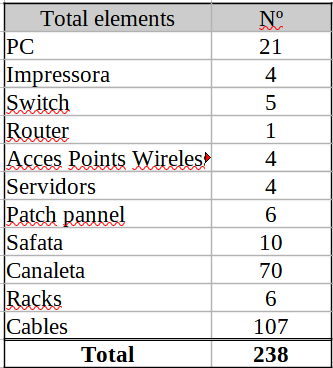 Total elements Nº
PC 21
Impressora 4
Switch 5
Router 1
Acces Points Wireles 4
Servidors 4
Patch pannel 6
Safata 10
Canaleta 70
Racks 6
Cables 107
Total 238